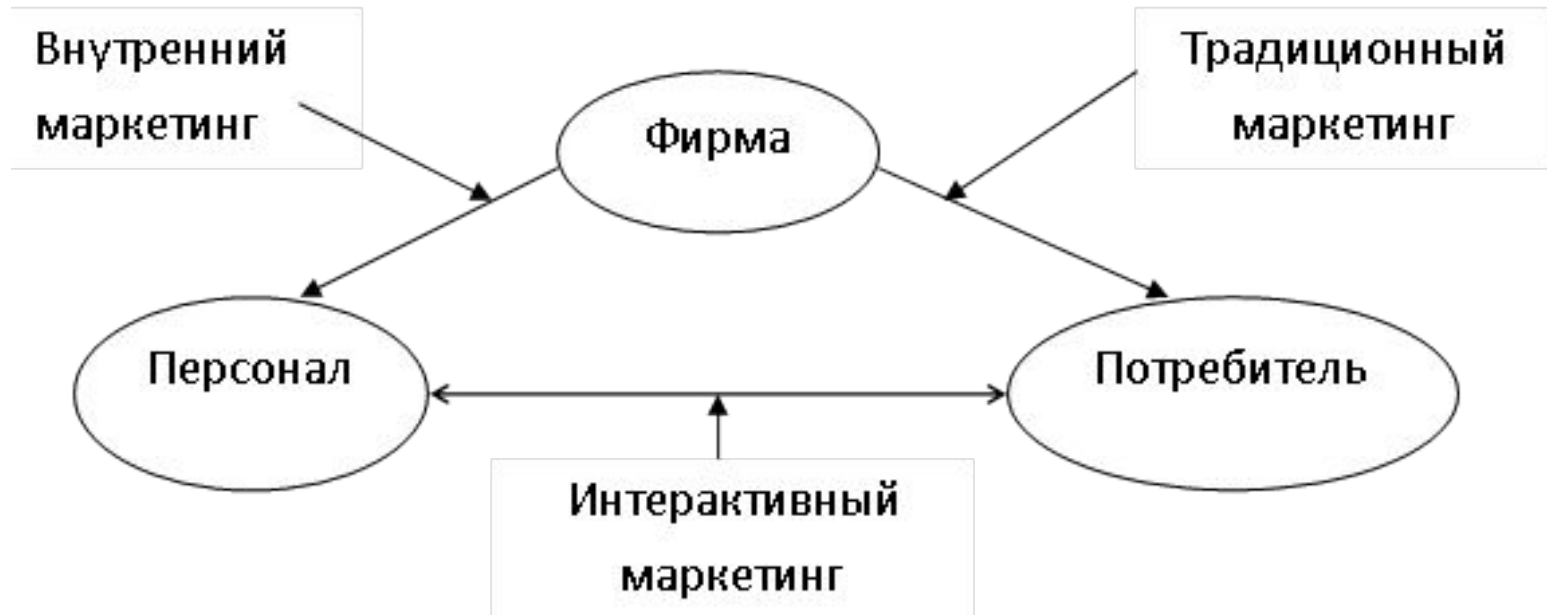 Внутренний
маркетинг
Фирма
Традиционный
маркетинг
Персонал
Потребитель
Интерактивный
маркетинг